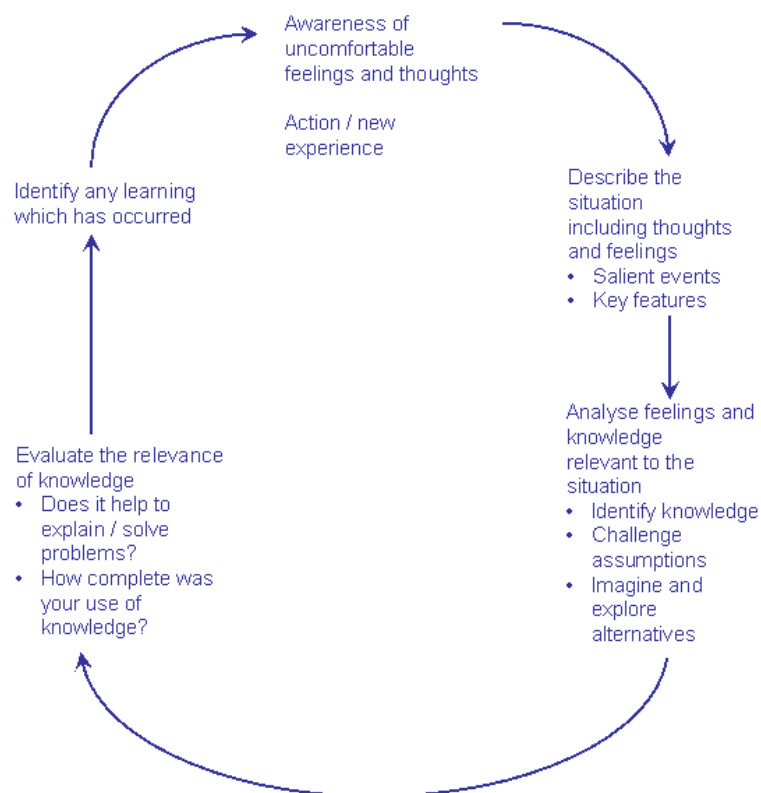 Awareness of
uncomfortable
feelings and thoughts
Action / new
experience
Describe the
situation
including thoughts
and feelings
• Salient events
• Key features
Analyse feelings and
knowledge
relevant to the
situation
• Identify knowledge
• Challenge
assumptions
• Imagine and
explore
alternatives
Evaluate the relevance
of knowledge
• Does it help to
explain / solve
problems?
• How complete was
your use of
knowledge?
Identify any learning
which has occurred